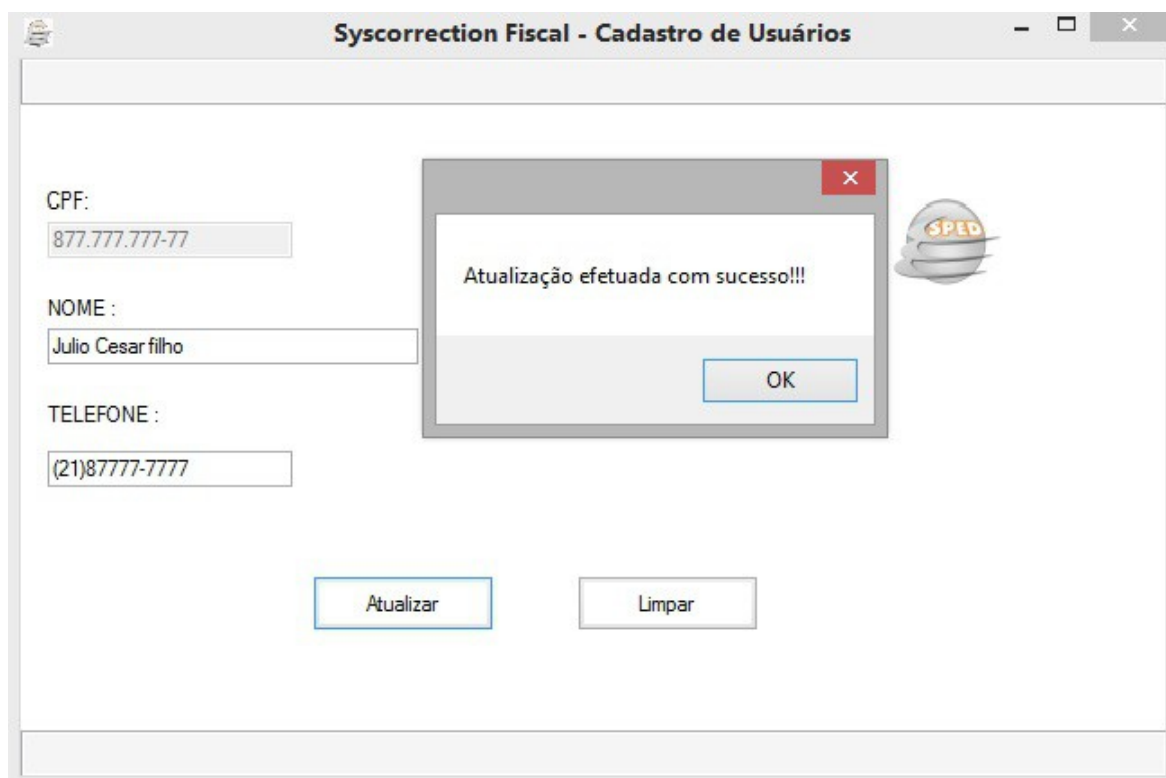 Syscorrection Fiscal - Cadastro de Usuários
CPF:
877.777.777-77
NOME :
Julio Cesar filho
TELEFONE :
(21)87777-7777
Atualização efetuada com sucesso!!!
OK
SPED
Atualizar
Limpar